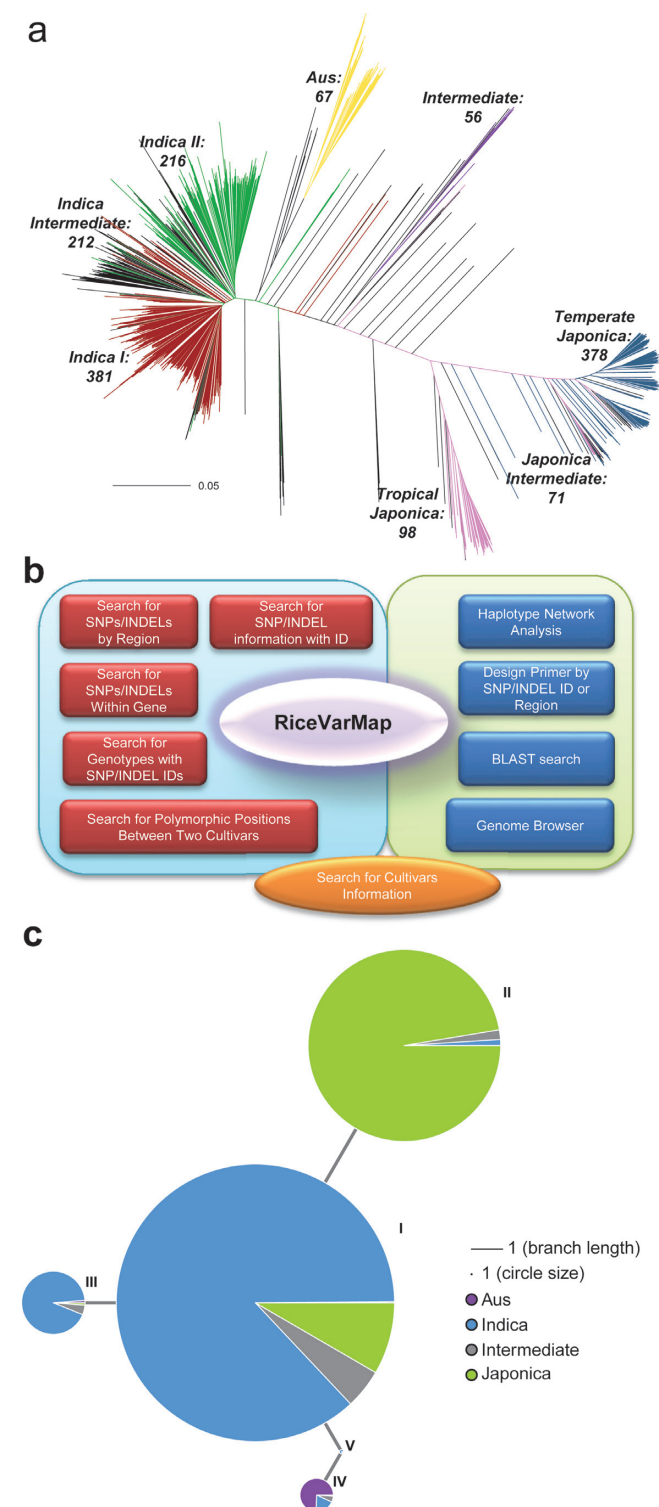 a
Aus:
67
Intermediate:
56
Indica II:
216
Indica
Intermediate:
212
Indica I:
381
Temperate
Japonica:
378
Japonica
Intermediate:
71
Tropical
Japonica:
98
0.05
b
Search for
SNPs/INDELs
by Region
Search for
SNP/INDEL
information with ID
Search for
SNPs/INDELs
Within Gene
Search for
Genotypes with
SNP/INDEL IDs
Search for Polymorphic Positions
Between Two Cultivars
RiceVarMap
Haplotype Network
Analysis
Design Primer by
SNP/INDEL ID or
Region
BLAST search
Genome Browser
Search for Cultivars
Information
c
II
I
III
V
IV
1 (branch length)
1 (circle size)
Aus
Indica
Intermediate
Japonica